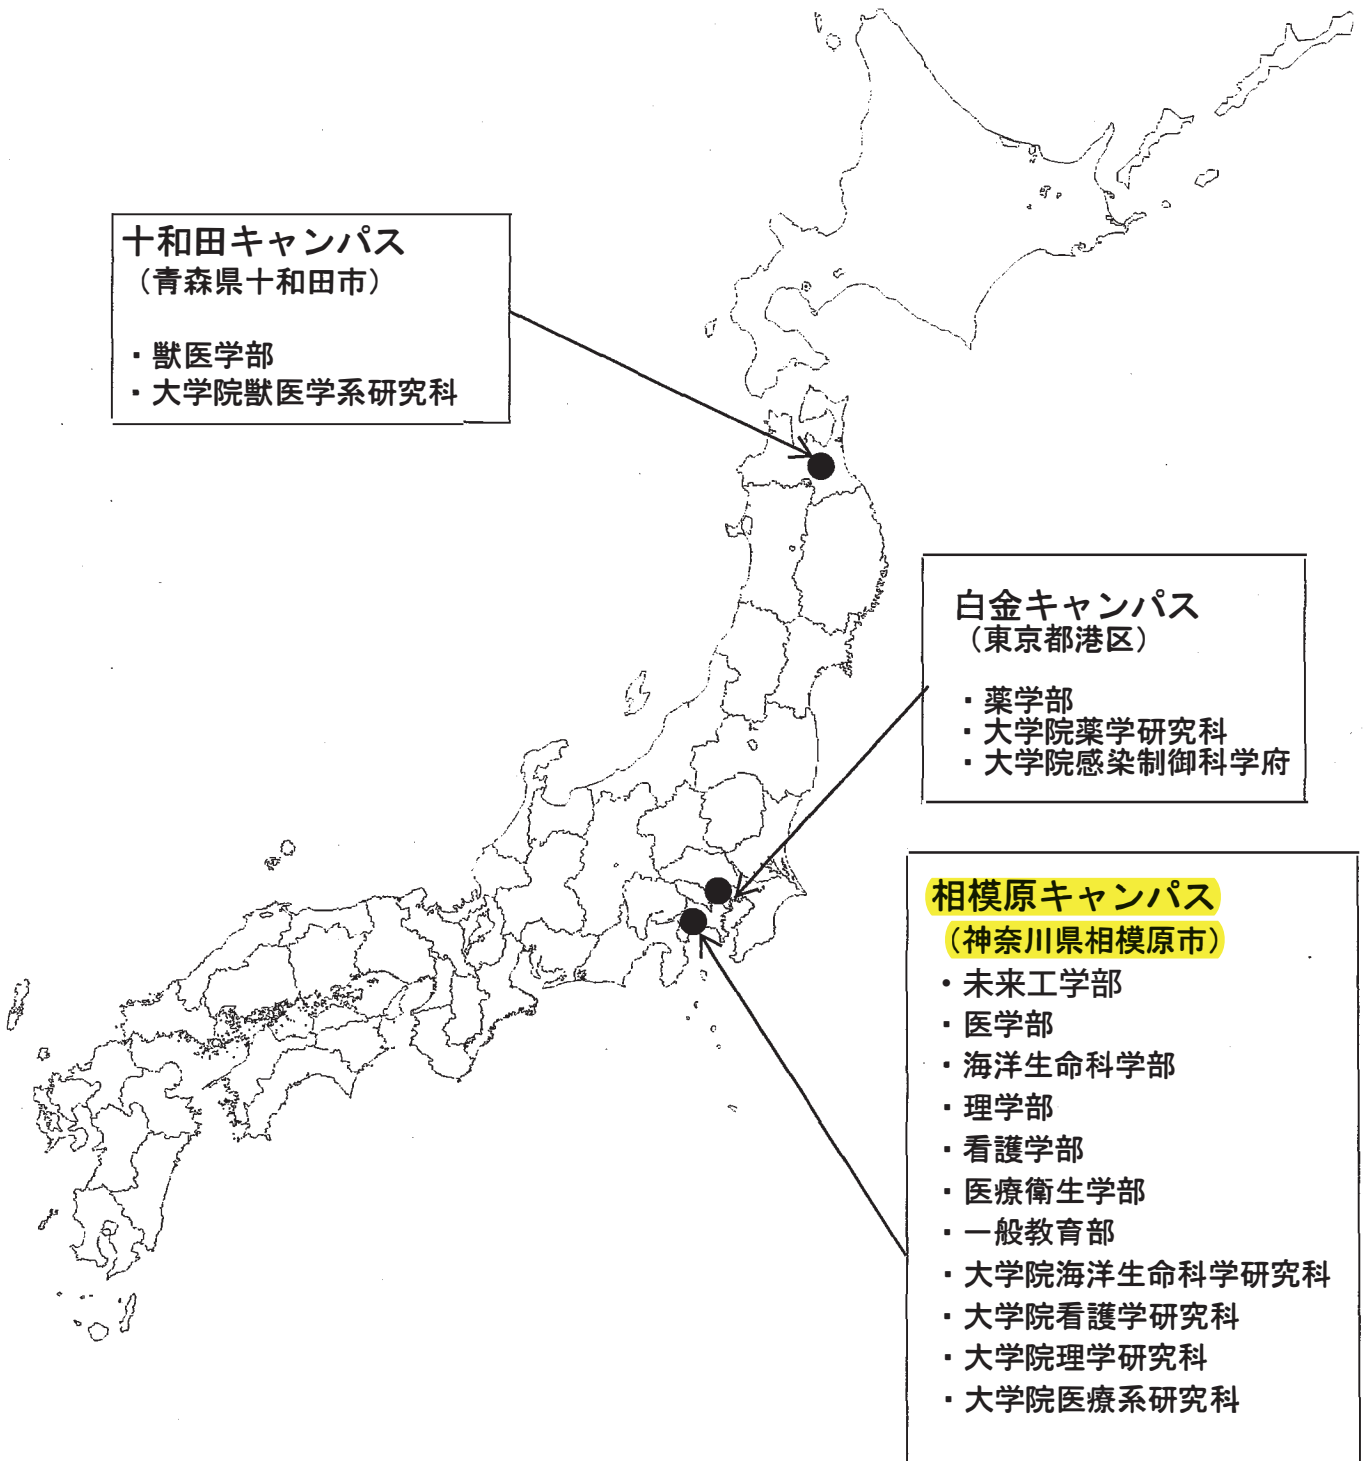 十和田キャンパス
（青森県十和田市）
・獣医学部
・大学院獣医学系研究科
白金キャンパス
（東京都港区）
・薬学部
・大学院薬学研究科
・大学院感染制御科学府
相模原キャンパス
（神奈川県相模原市）
・未来工学部
・医学部
・海洋生命科学部
・理学部
・看護学部
・医療衛生学部
・一般教育部
・大学院海洋生命科学研究科
・大学院看護学研究科
・大学院理学研究科
・大学院医療系研究科